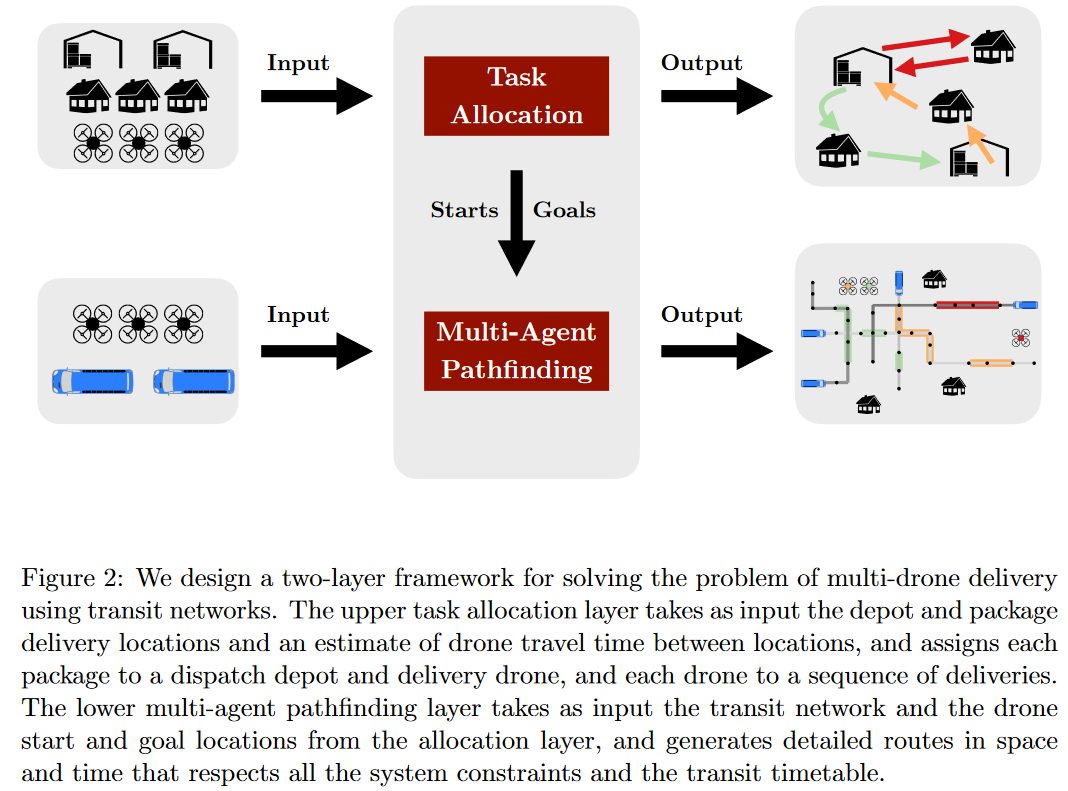 Input
Task
Allocation
Output
Starts
Goals
Input
Multi-Agent
Pathfinding
Output
Figure 2: We design a two-layer framework for solving the problem of multi-drone delivery
using transit networks. The upper task allocation layer takes as input the depot and package
delivery locations and an estimate of drone travel time between locations, and assigns each
package to a dispatch depot and delivery drone, and each drone to a sequence of deliveries.
The lower multi-agent pathfinding layer takes as input the transit network and the drone
start and goal locations from the allocation layer, and generates detailed routes in space
and time that respects all the system constraints and the transit timetable.